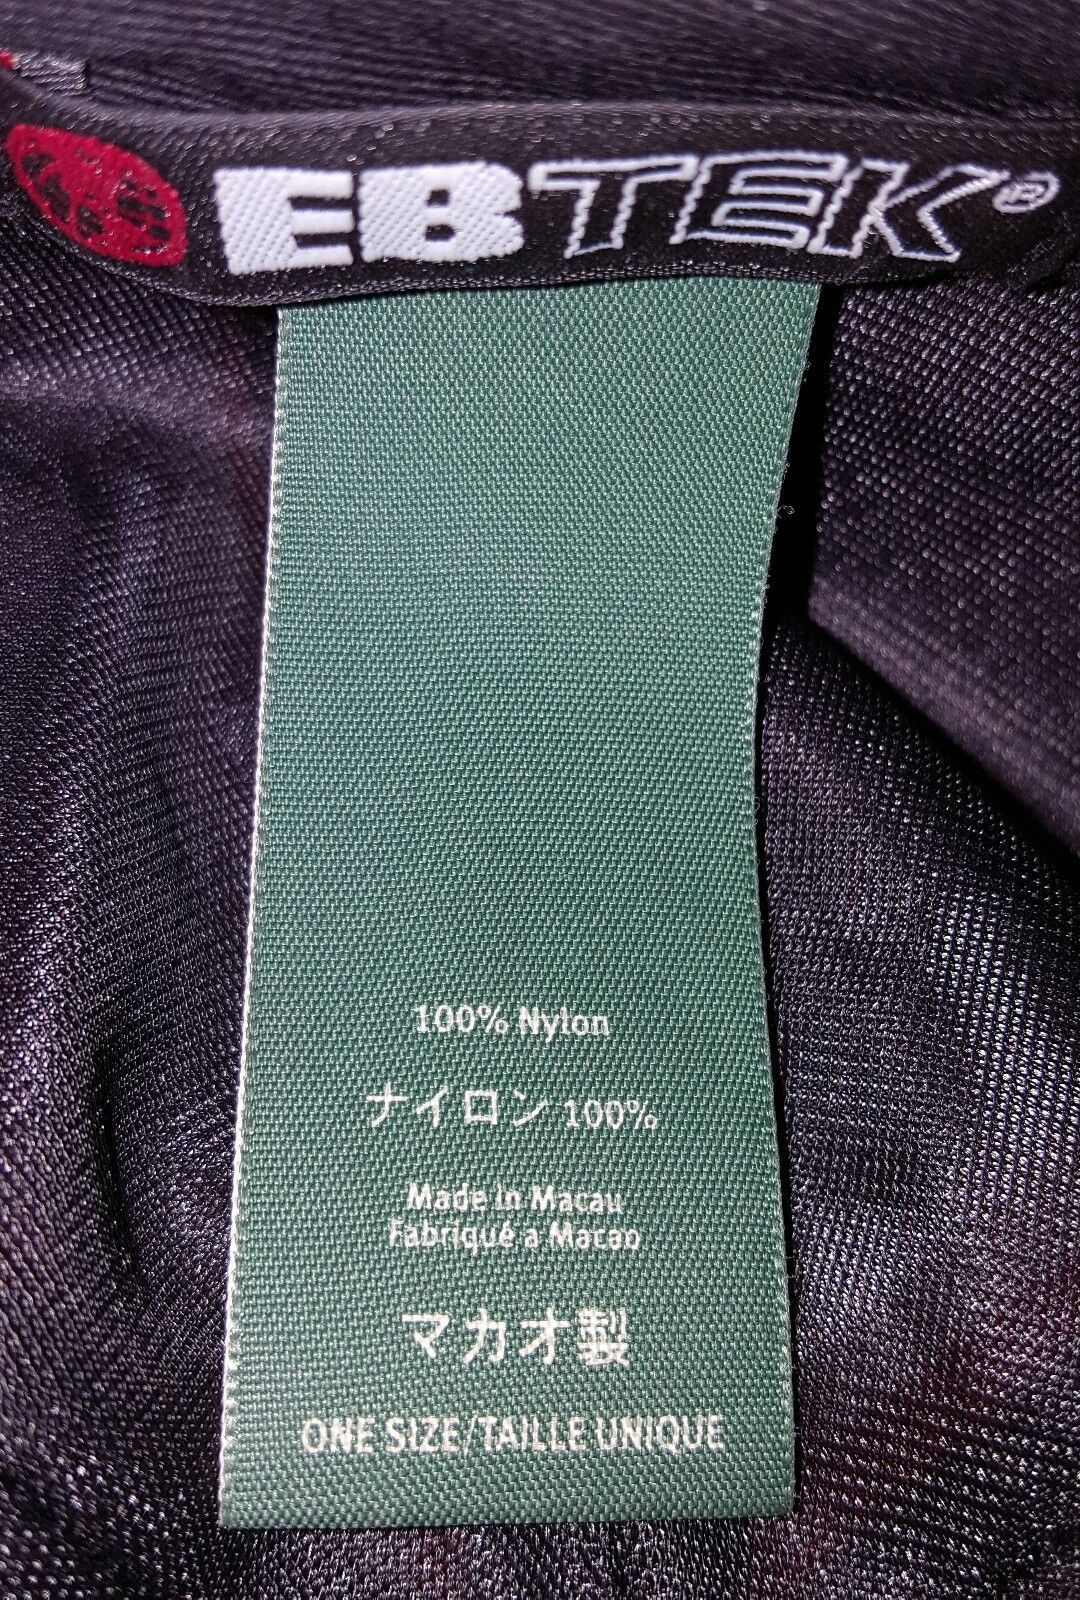 EBTEK®
100% Nylon
ナイロン 100%
Made in Macau
Fabriqué a Macao
マカオ製
ONE SIZE/TAILLE UNIQUE